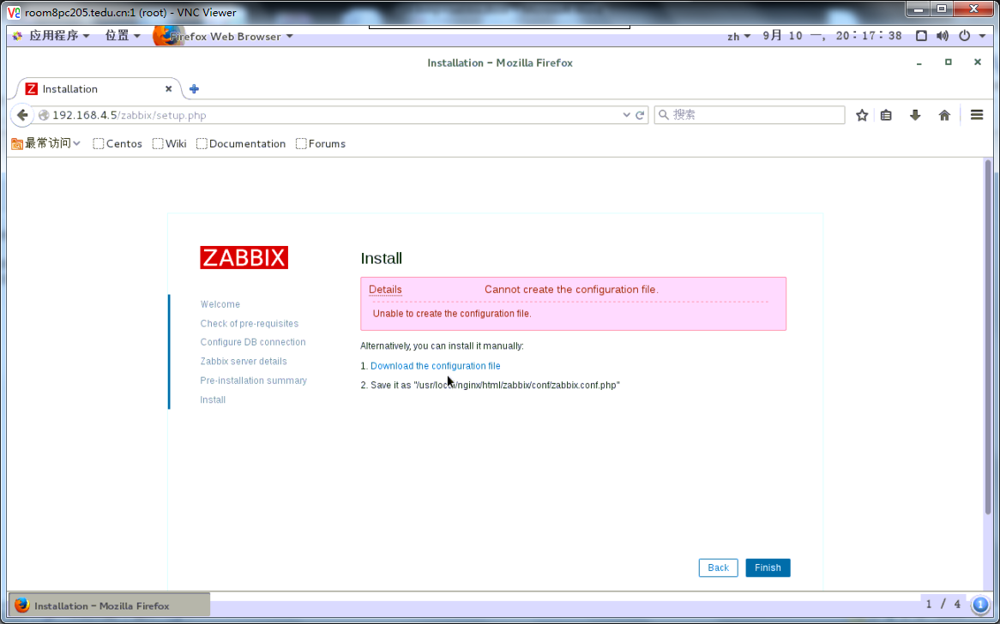 room8pc205.tedu.cn:1 (root) - VNC Viewer
应用程序 位置 Firefox Web Browser zh 9月 10 一, 20:17:38
Installation - Mozilla Firefox
Installation
192.168.4.5/zabbix/setup.php 搜索
最常访问 Centos Wiki Documentation Forums
ZABBIX
Welcome
Check of pre-requisites
Configure DB connection
Zabbix server details
Pre-installation summary
Install
Install
Details Cannot create the configuration file.
Unable to create the configuration file.
Alternatively, you can install it manually:
1. Download the configuration file
2. Save it as "/usr/local/nginx/html/zabbix/conf/zabbix.conf.php"
Back Finish
Installation - Mozilla Firefox 1 / 4 1